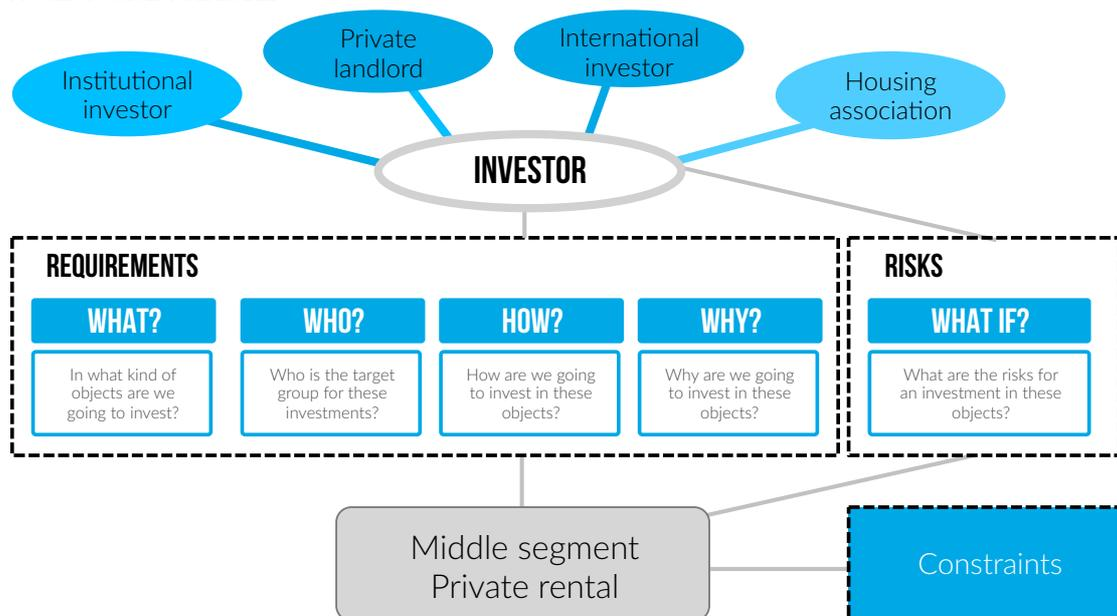 Institutional
investor
Private
landlord
International
investor
Housing
association
INVESTOR
REQUIREMENTS
WHAT?
In what kind of
objects are we
going to invest?
WHO?
Who is the target
group for these
investments?
HOW?
How are we going
to invest in these
objects?
WHY?
Why are we going
to invest in these
objects?
RISKS
WHAT IF?
What are the risks for
an investment in these
objects?
Middle segment
Private rental
Constraints